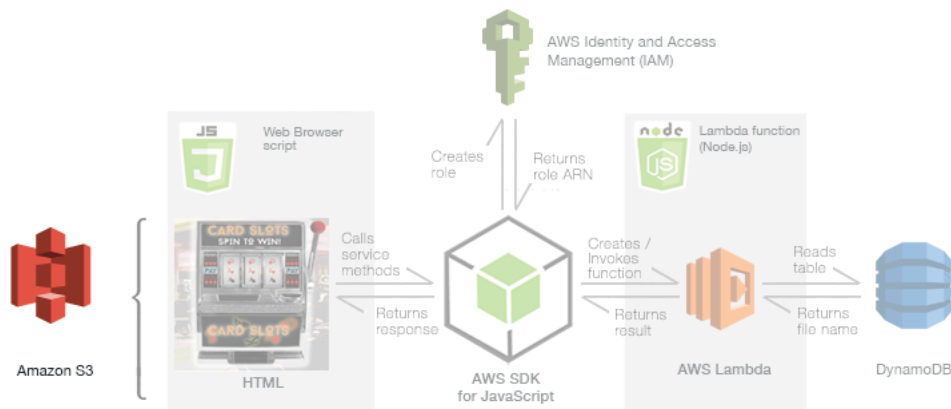 AWS Identity and Access
Management (IAM)
JS
Web Browser
script
node
JS
Lambda function
(Node.js)
Creates
role
Returns
role ARN
CARD SLOTS
SPIN TO WIN!
Calls
service
methods
Creates /
Invokes
function
Reads
table
Returns
response
Returns
result
Returns
file name
CARD SLOTS
Amazon S3
HTML
AWS SDK
for JavaScript
AWS Lambda
DynamoDB